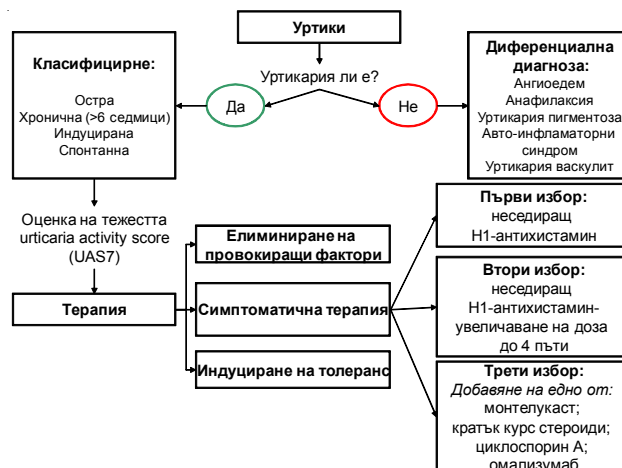 Уртики
Уртикария ли е?
Да
Не
Класифицирне:
Остра
Хронична (>6 седмици)
Индуцирана
Спонтанна
Диференциална
диагноза:
Ангиоедем
Анафилаксия
Уртикария пигментоза
Авто-инфламаторни
синдром
Уртикария васкулит
Оценка на тежестта
urticaria activity score
(UAS7)
Терапия
Елиминиране на
провокиращи фактори
Симптоматична терапия
Индуциране на толеранс
Първи избор:
неседиращ
Н1-антихистамин
Втори избор:
неседиращ
Н1-антихистамин-
увеличаване на доза
до 4 пъти
Трети избор:
Добавяне на едно от:
монтелукаст;
кратък курс стероиди;
циклоспорин А;
омализумаб